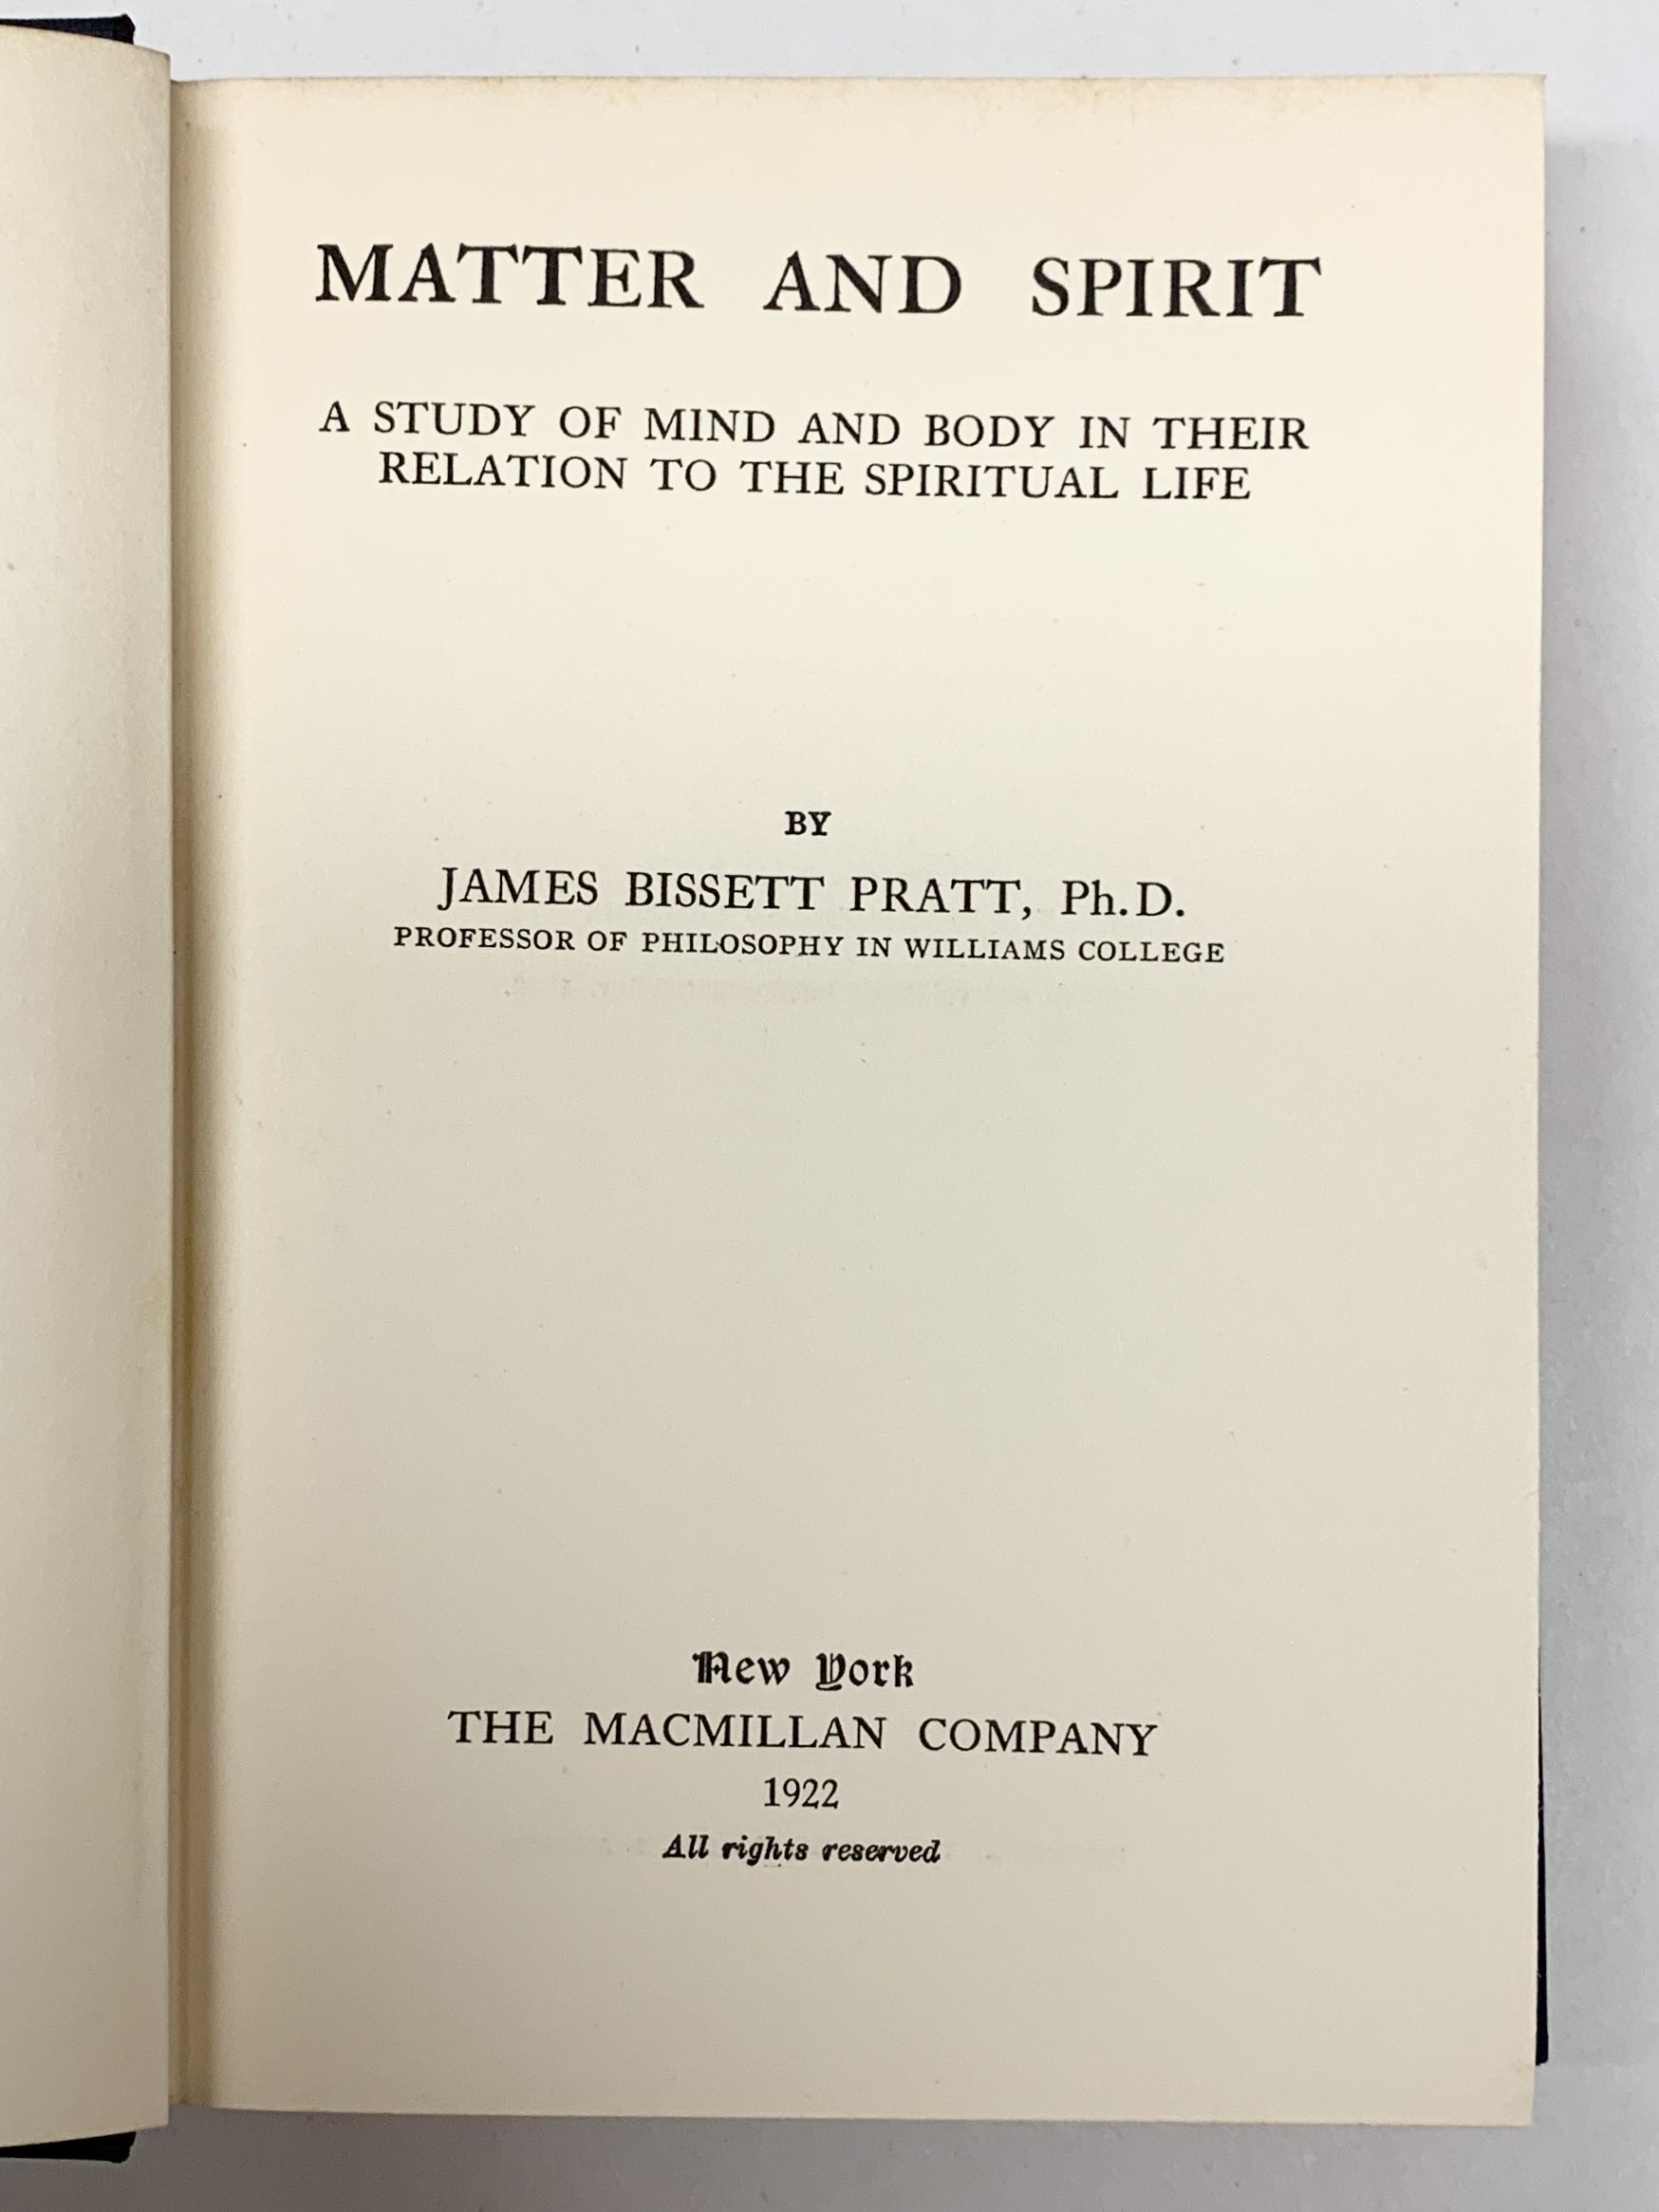 MATTER AND SPIRIT
A STUDY OF MIND AND BODY IN THEIR
RELATION TO THE SPIRITUAL LIFE
BY
JAMES BISSETT PRATT, Ph.D.
PROFESSOR OF PHILOSOPHY IN WILLIAMS COLLEGE
New York
THE MACMILLAN COMPANY
1922
All rights reserved